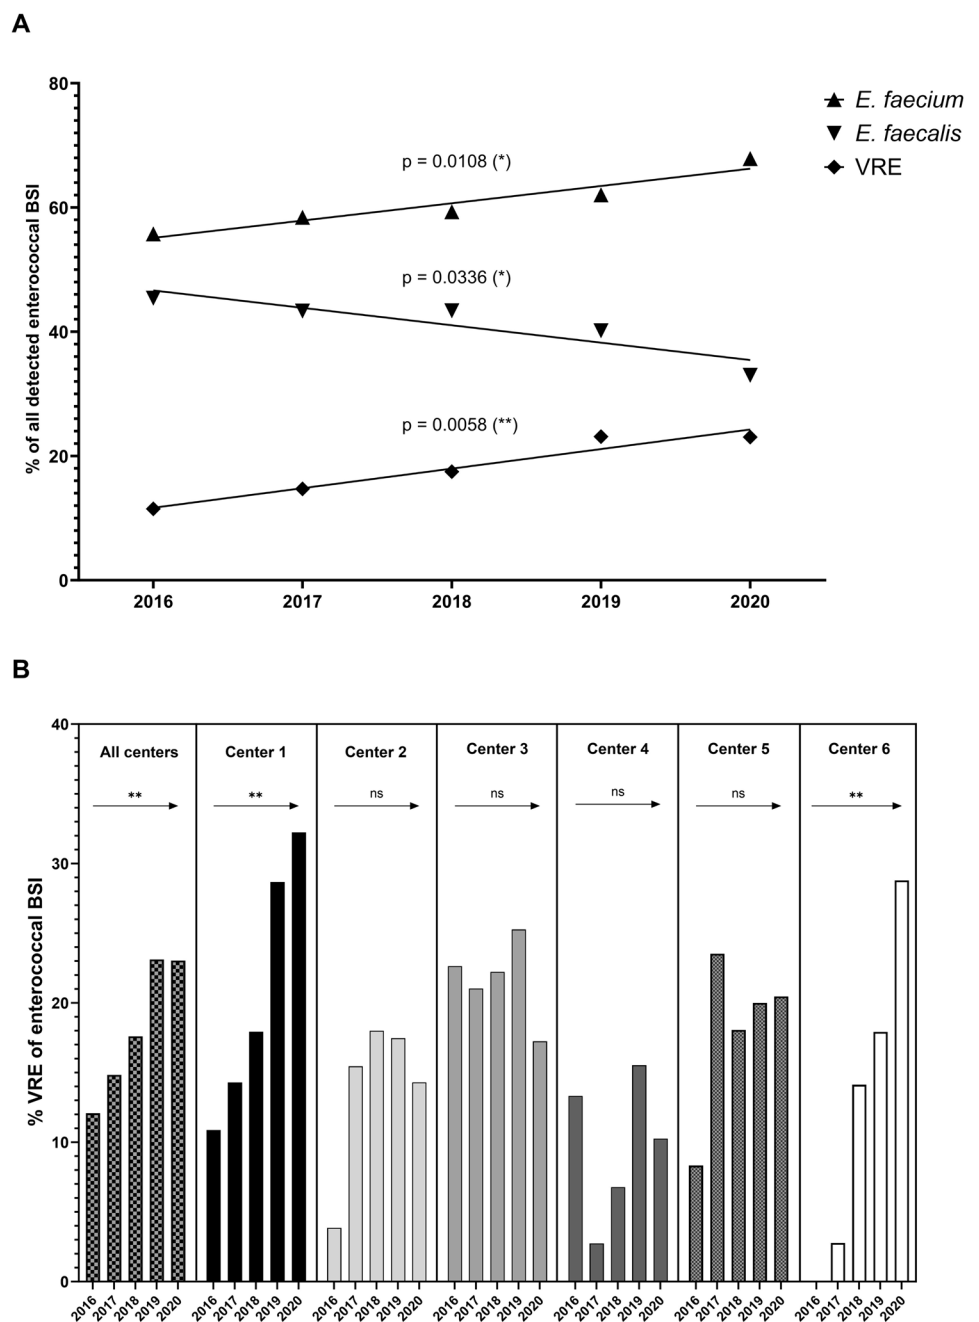 A
80
60
40
20
0
% of all detected enterococcal BSI
p = 0.0108 (*)
p = 0.0336 (*)
p = 0.0058 (**)
E. faecium
E. faecalis
VRE
2016 2017 2018 2019 2020
B
40
30
20
10
0
% VRE of enterococcal BSI
All centers Center 1 Center 2 Center 3 Center 4 Center 5 Center 6
** ** ns ns ns ns **
2016 2017 2018 2019 2020 2016 2017 2018 2019 2020 2016 2017 2018 2019 2020 2016 2017 2018 2019 2020 2016 2017 2018 2019 2020 2016 2017 2018 2019 2020 2016 2017 2018 2019 2020